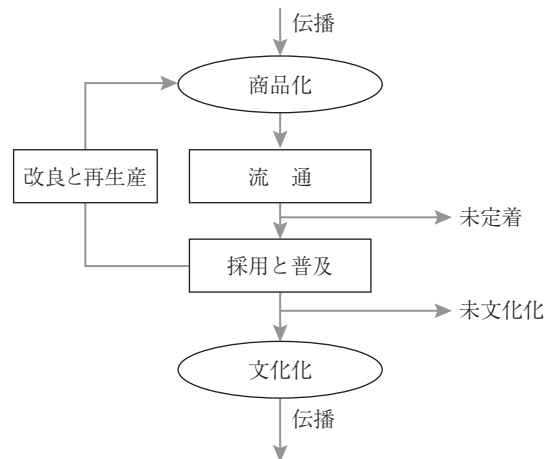 伝播
商品化
改良と再生産
流　通
未定着
採用と普及
未文化化
文化化
伝播